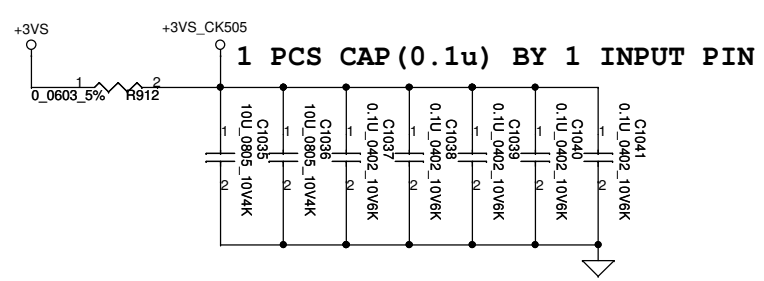 +3VS
+3VS_CK505
1 PCS CAP(0.1u) BY 1 INPUT PIN
1
2
0_0603_5%
R912
1
2
C1035
10U_0805_10V4K
1
2
C1036
10U_0805_10V4K
1
2
C1037
0.1U_0402_10V6K
1
2
C1038
0.1U_0402_10V6K
1
2
C1039
0.1U_0402_10V6K
1
2
C1040
0.1U_0402_10V6K
1
2
C1041
0.1U_0402_10V6K